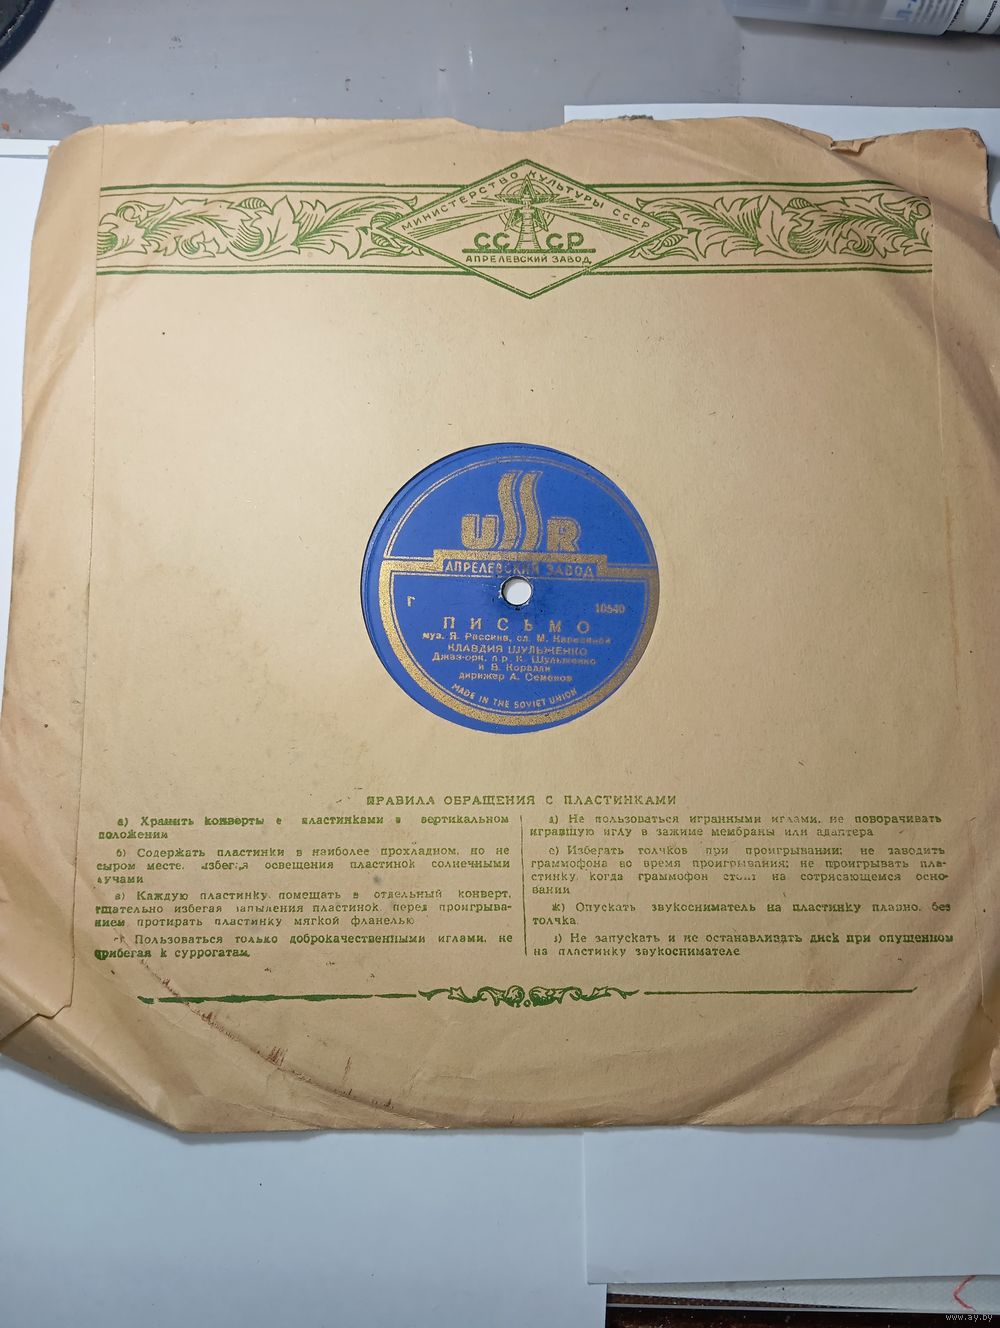 МИНИСТЕРСТВО КУЛЬТУРЫ СССР
СССР
АПРЕЛЕВСКИЙ ЗАВОД
USSR
АПРЕЛЕВСКИЙ ЗАВОД
Г 10540
ПИСЬМО
муз. Я. сл. М.
КЛАВДИЯ ШУЛЬЖЕНКО
Джаз-орк. п/р. К. Шульженко
и В. Коралли
дирижер А. Семенов
MADE IN THE SOVIET UNION
ПРАВИЛА ОБРАЩЕНИЯ С ПЛАСТИНКАМИ
а) Хранить конверты с пластинками в вертикальном
положении
б) Содержать пластинки в наиболее прохладном, но не
сыром месте, избегая освещения пластинок солнечными
лучами
в) Каждую пластинку помещать в отдельный конверт,
тщательно избегая запыления пластинок, перед проигрыва-
нием протирать пластинку мягкой фланелью
г) Пользоваться только доброкачественными иглами, не
прибегая к суррогатам.
д) Не пользоваться игранными иглами, не поворачивать
игравшую иглу в зажиме мембраны или адаптера
е) Избегать толчков при проигрывании: не заводить
граммофона во время проигрывания; не проигрывать пла-
стинку, когда граммофон стоит на сотрясающемся осно-
вании
ж) Опускать звукосниматель на пластинку плавно, без
толчка.
з) Не запускать и не останавливать диск при опущенном
на пластинку звукоснимателе
www.ay.by